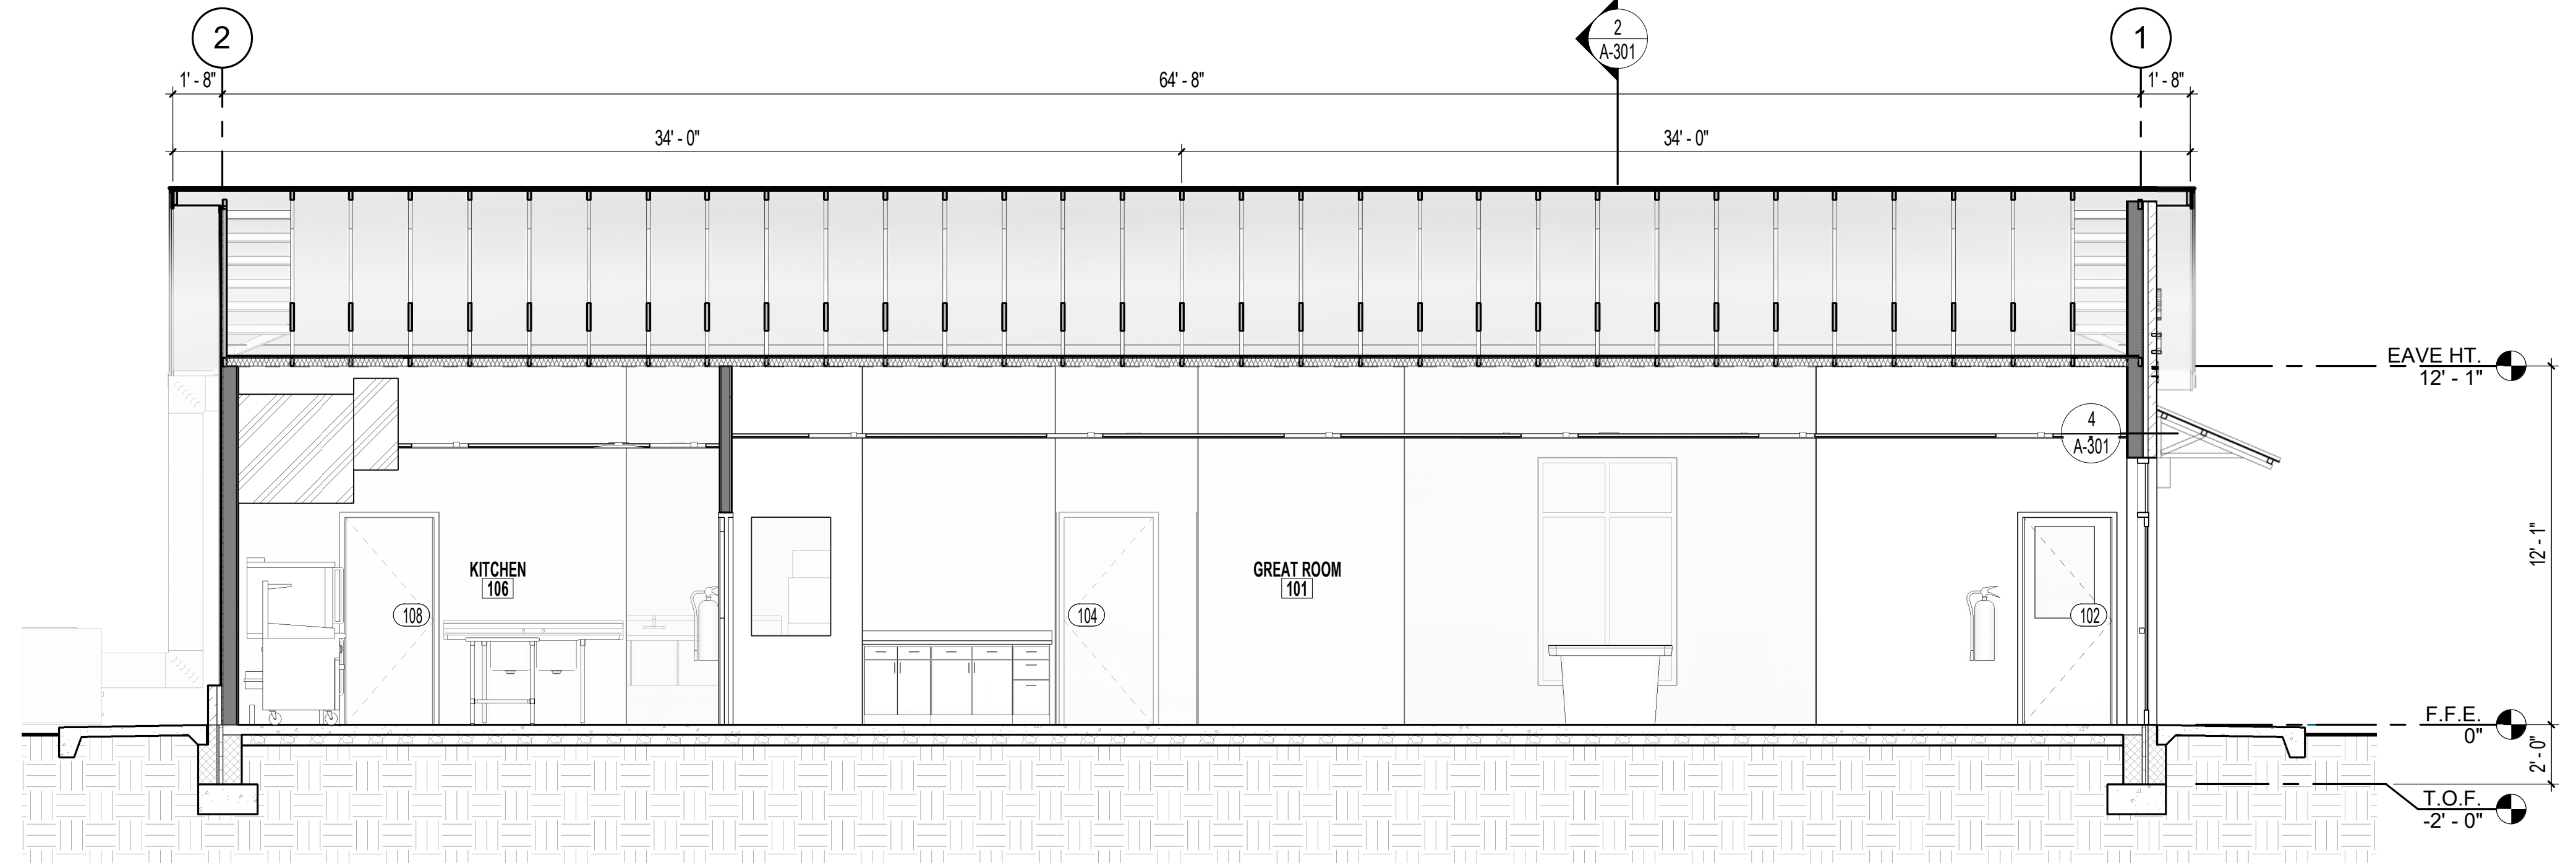 2
2
A-301
1
1' - 8"
64' - 8"
1' - 8"
34' - 0"
34' - 0"
EAVE HT.
12' - 1"
4
A-301
12' - 1"
KITCHEN
106
GREAT ROOM
101
108
104
102
F.F.E.
0"
2' - 0"
T.O.F.
-2' - 0"